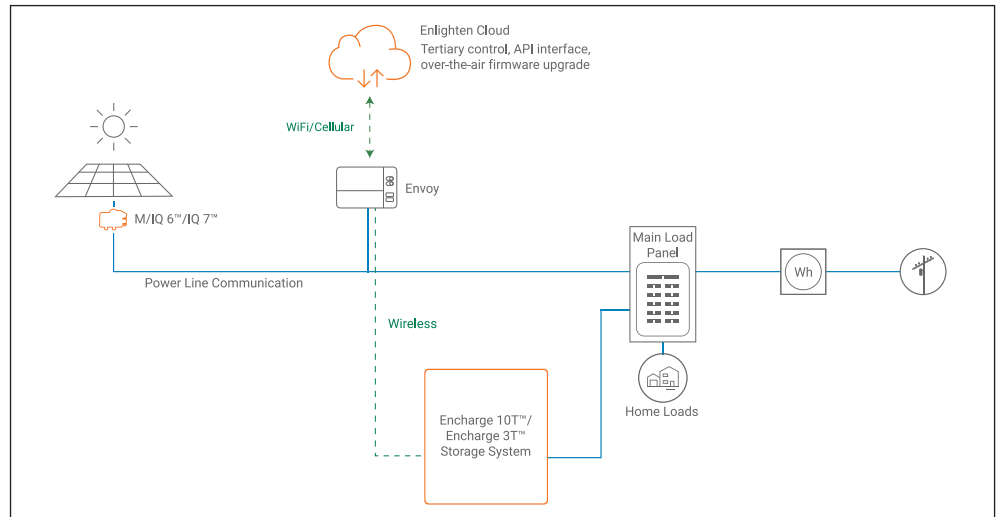 Enlighten Cloud
Tertiary control, API interface,
over-the-air firmware upgrade
WiFi/Cellular
Envoy
M/IQ 6™/IQ 7™
Power Line Communication
Main Load
Panel
Wh
Wireless
Home Loads
Encharge 10T™/
Encharge 3T™
Storage System